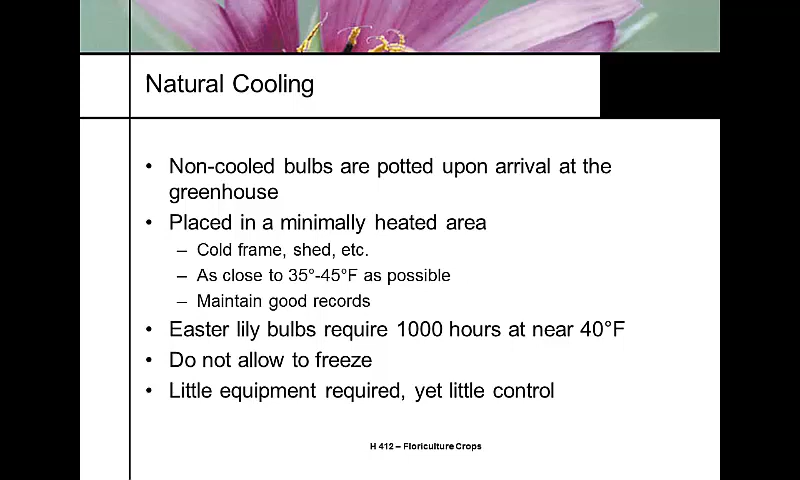 Natural Cooling
• Non-cooled bulbs are potted upon arrival at the
greenhouse
• Placed in a minimally heated area
– Cold frame, shed, etc.
– As close to 35°-45°F as possible
– Maintain good records
• Easter lily bulbs require 1000 hours at near 40°F
• Do not allow to freeze
• Little equipment required, yet little control
H 412 – Floriculture Crops